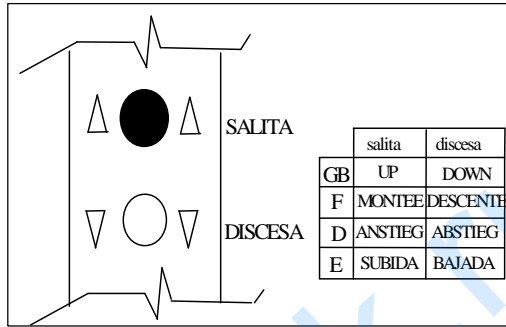 SALITA
DISCESA
salita discesa
GB UP DOWN
F MONTEE DESCENTE
D ANSTIEG ABSTIEG
E SUBIDA BAJADA